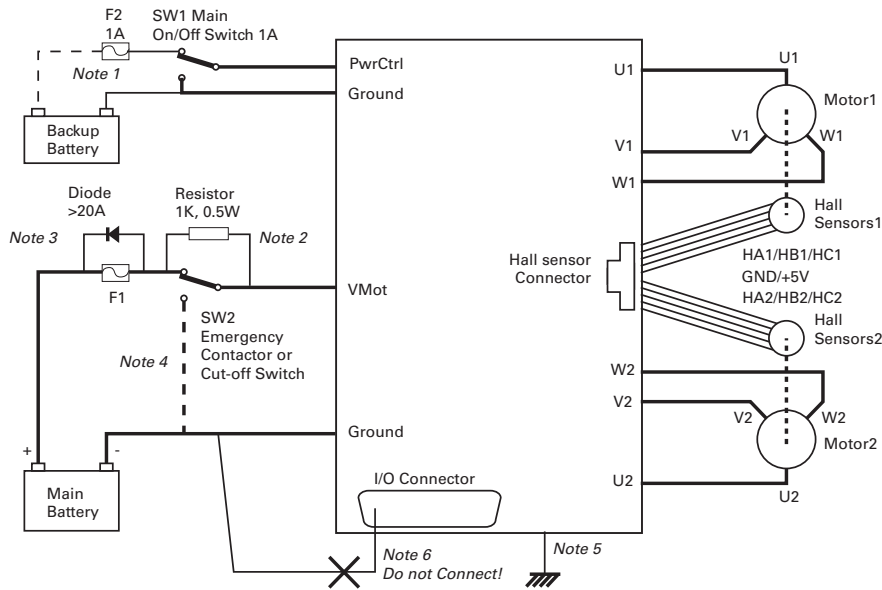 F2
1A
SW1 Main
On/Off Switch 1A
Note 1
Backup
Battery
PwrCtrl
Ground
U1
U1
Motor1
V1
V1
W1
W1
Diode
>20A
Resistor
1K, 0.5W
Note 3
Note 2
F1
VMot
SW2
Emergency
Contactor or
Cut-off Switch
Note 4
Hall sensor
Connector
Hall
Sensors1
HA1/HB1/HC1
GND/+5V
HA2/HB2/HC2
Hall
Sensors2
W2
V2
V2
W2
Motor2
U2
U2
Ground
+
-
Main
Battery
I/O Connector
Note 6
Do not Connect!
Note 5